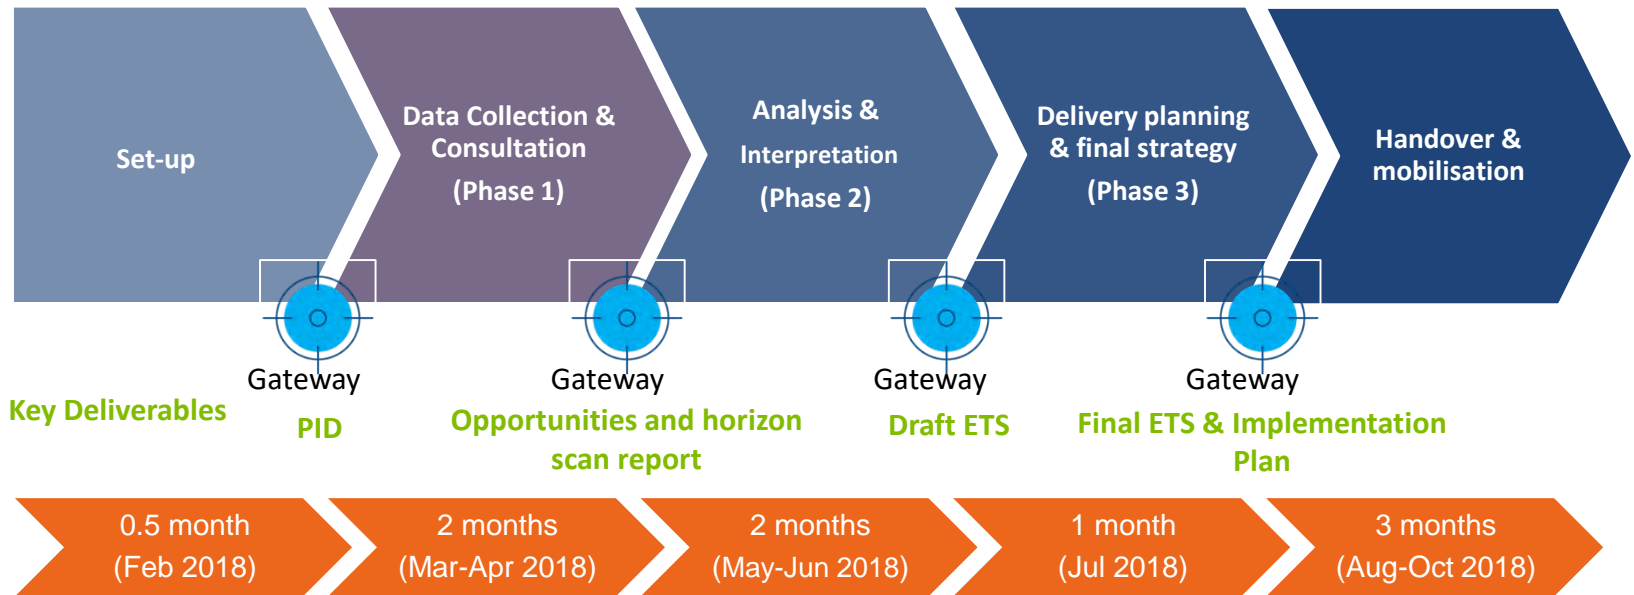 Set-up
Data Collection &
Consultation
(Phase 1)
Analysis &
Interpretation
(Phase 2)
Delivery planning
& final strategy
(Phase 3)
Handover &
mobilisation
Gateway
Gateway
Gateway
Gateway
Key Deliverables
PID
Opportunities and horizon
scan report
Draft ETS
Final ETS & Implementation
Plan
0.5 month
(Feb 2018)
2 months
(Mar-Apr 2018)
2 months
(May-Jun 2018)
1 month
(Jul 2018)
3 months
(Aug-Oct 2018)